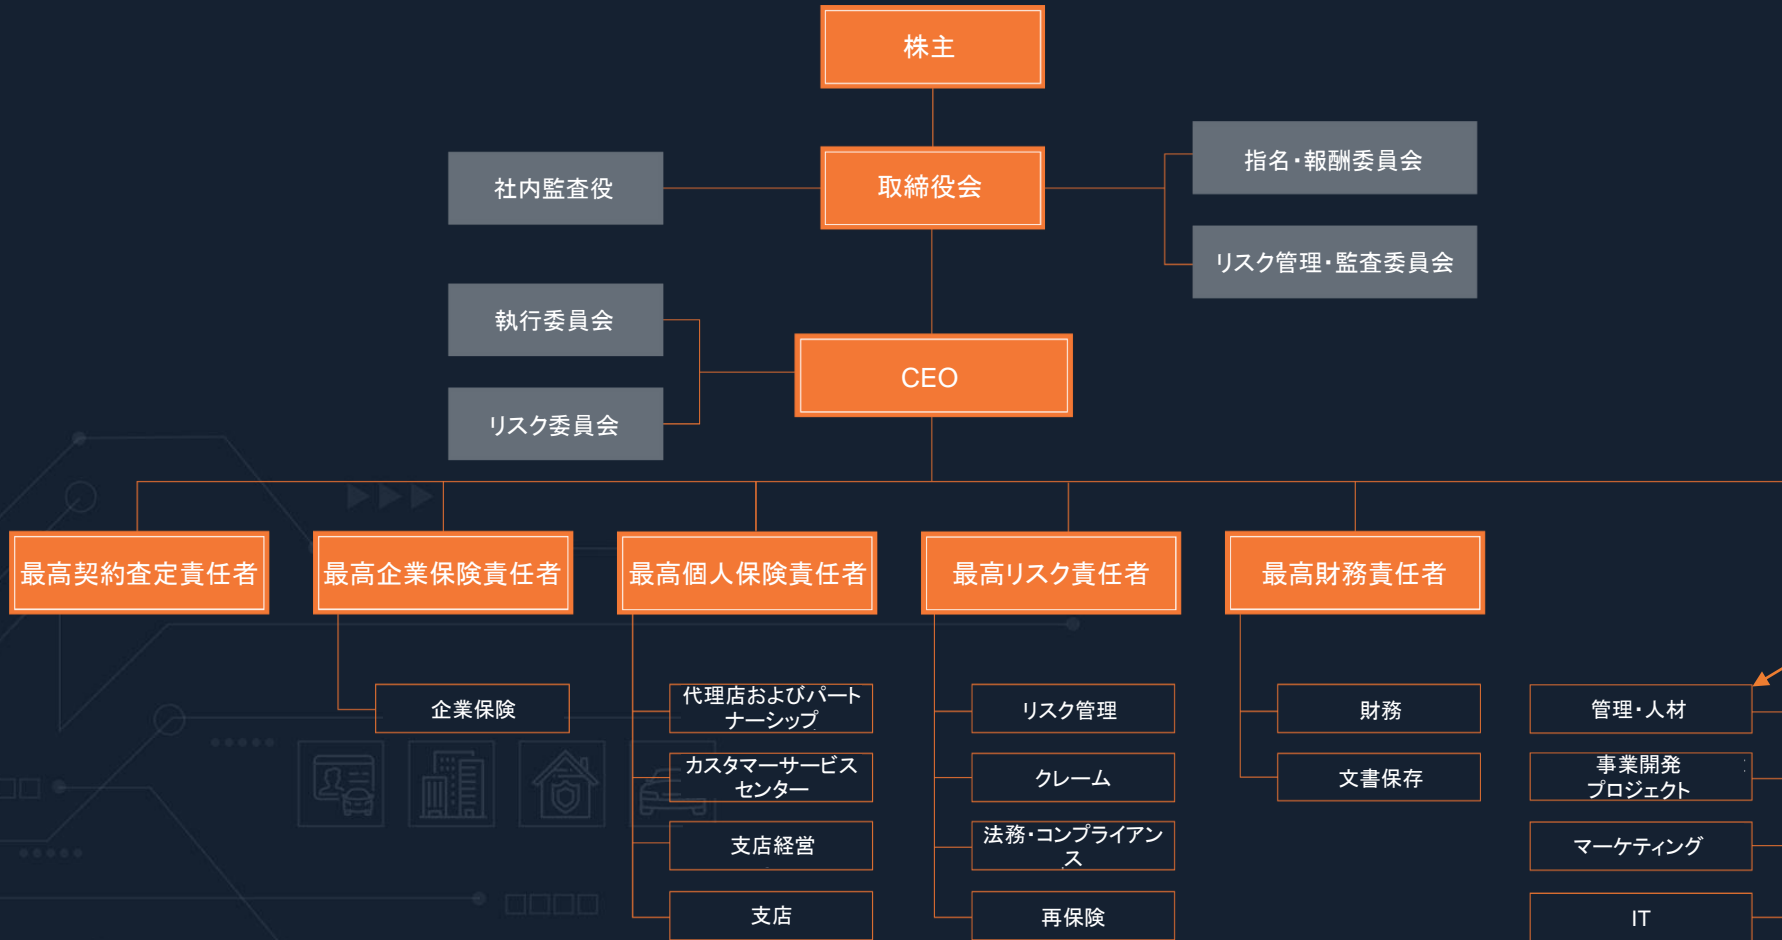 株主
社内監査役
取締役会
指名・報酬委員会
リスク管理・監査委員会
執行委員会
CEO
リスク委員会
最高契約査定責任者
最高企業保険責任者
最高個人保険責任者
最高リスク責任者
最高財務責任者
企業保険
代理店およびパート
ナーシップ
カスタマーサービス
センター
支店経営
支店
リスク管理
クレーム
法務・コンプライアン
ス
再保険
財務
文書保存
管理・人材
事業開発
プロジェクト
マーケティング
IT